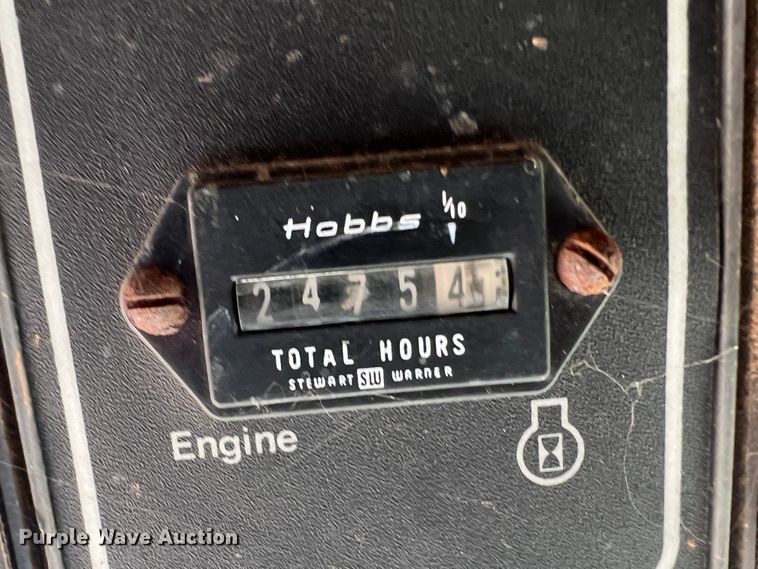 Hobbs 1/10
2 4 7 5 4
TOTAL HOURS
STEWART SW WARNER
Engine
Purple Wave Auction